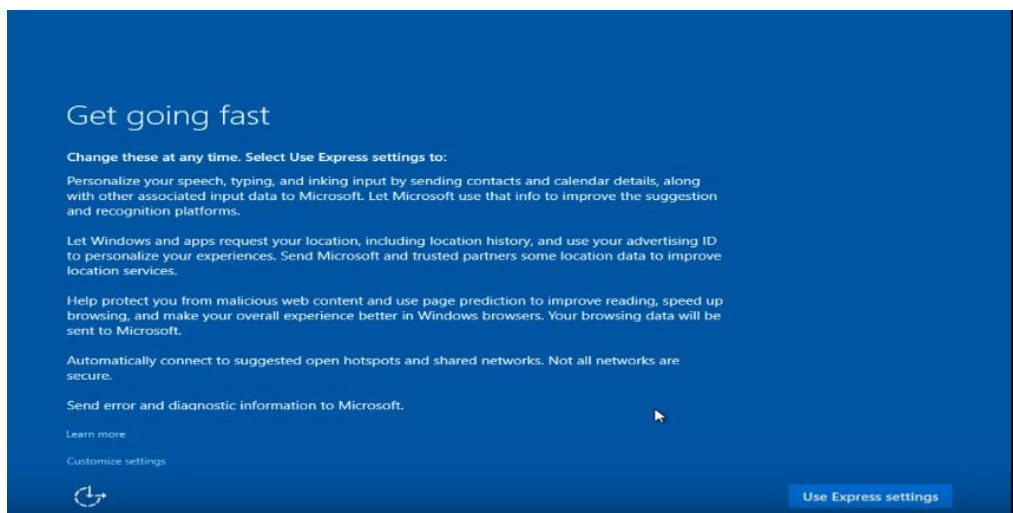 Get going fast
Change these at any time. Select Use Express settings to:
Personalize your speech, typing, and inking input by sending contacts and calendar details, along
with other associated input data to Microsoft. Let Microsoft use that info to improve the suggestion
and recognition platforms.
Let Windows and apps request your location, including location history, and use your advertising ID
to personalize your experiences. Send Microsoft and trusted partners some location data to improve
location services.
Help protect you from malicious web content and use page prediction to improve reading, speed up
browsing, and make your overall experience better in Windows browsers. Your browsing data will be
sent to Microsoft.
Automatically connect to suggested open hotspots and shared networks. Not all networks are
secure.
Send error and diagnostic information to Microsoft.
Learn more
Customize settings
Use Express settings